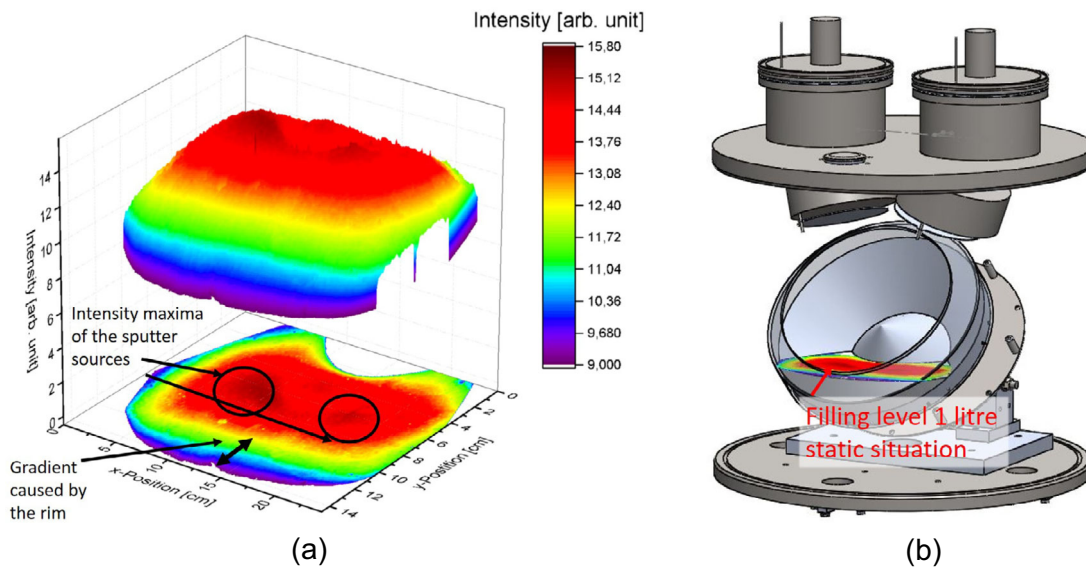 Intensity [arb. unit]
15,80
15,12
14,44
13,76
13,08
12,40
11,72
11,04
10,36
9,680
9,000
14
12
10
8
6
4
2
0
Intensity [arb. unit]
Intensity maxima
of the sputter
sources
Gradient
caused by
the rim
0
5
10
15
20
x-Position [cm]
0
2
4
6
8
10
12
14
y-Position [cm]
Filling level 1 litre
static situation
(a)
(b)